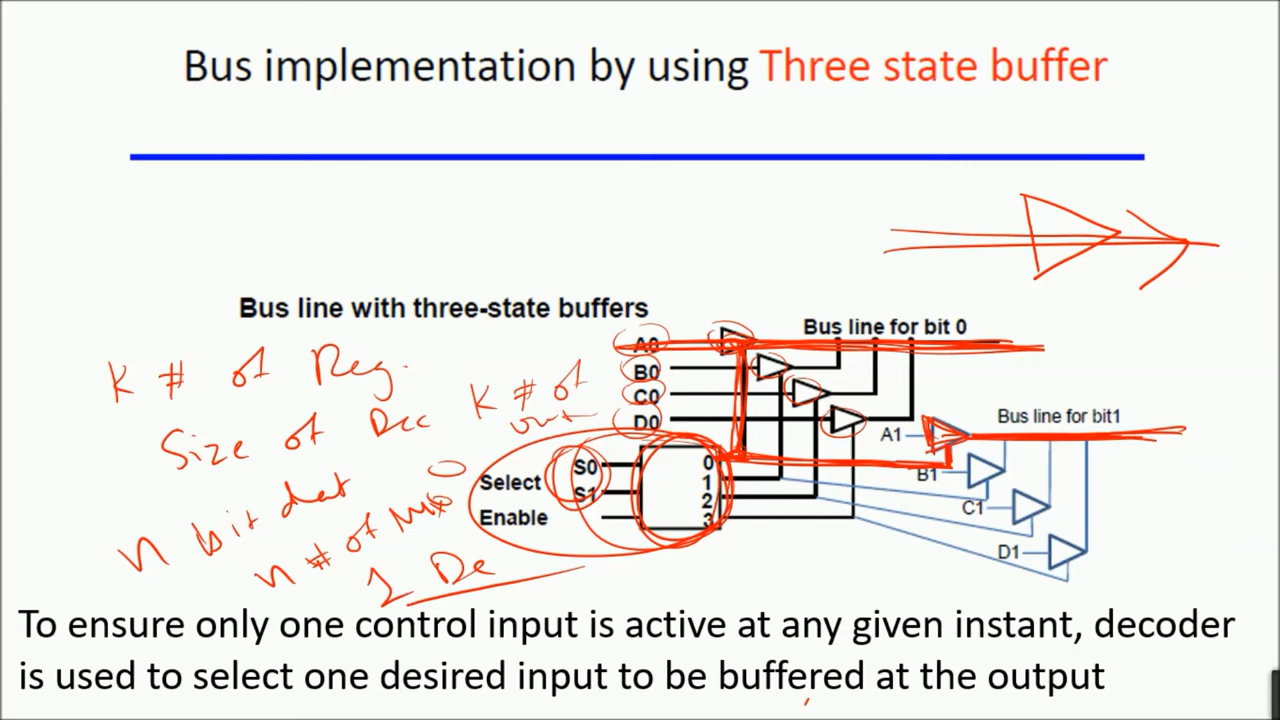 Bus implementation by using Three state buffer
Bus line with three-state buffers
Bus line for bit 0
A0
B0
C0
D0
K # of Reg.
Size of Dec K # of out
n bit dat
n # of Mux
1 De
Select S0 0
S1 1
2
Enable 3
Bus line for bit1
A1
B1
C1
D1
To ensure only one control input is active at any given instant, decoder
is used to select one desired input to be buffered at the output